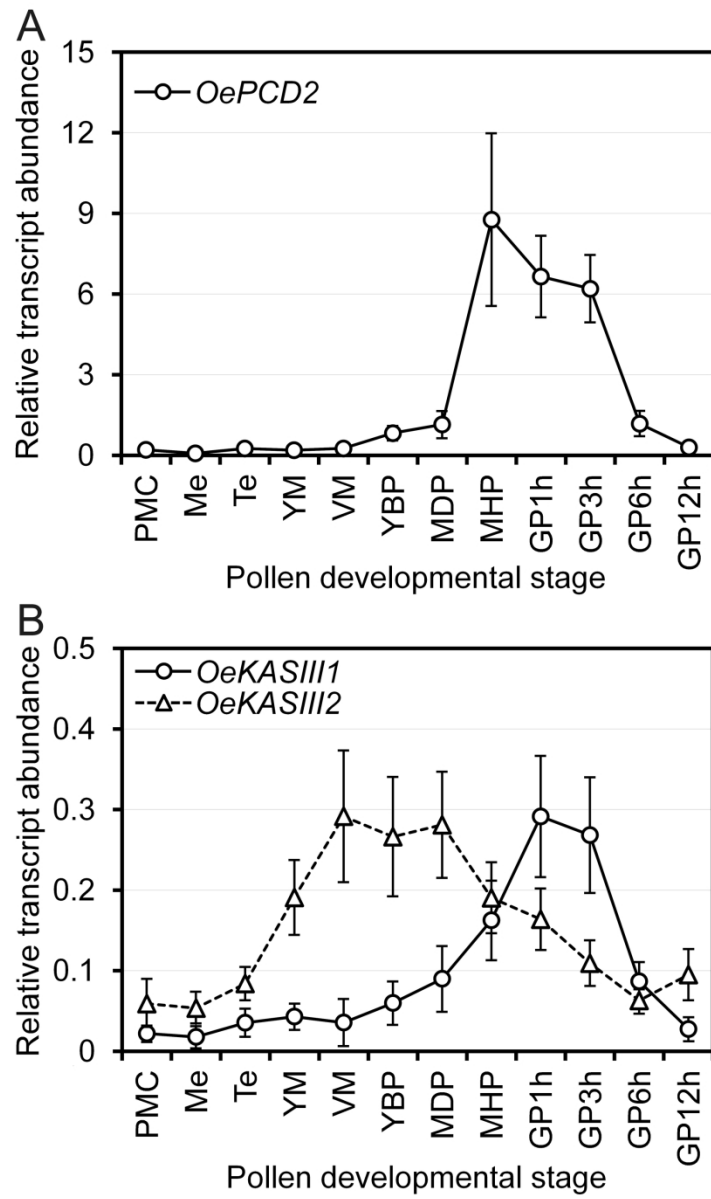 A
Relative transcript abundance
15
12
9
6
3
0
OePCD2
PMC
Me
Te
YM
VM
YBP
MDP
MHP
GP1h
GP3h
GP6h
GP12h
Pollen developmental stage
B
Relative transcript abundance
0.5
0.4
0.3
0.2
0.1
0
OeKASIII1
OeKASIII2
PMC
Me
Te
YM
VM
YBP
MDP
MHP
GP1h
GP3h
GP6h
GP12h
Pollen developmental stage